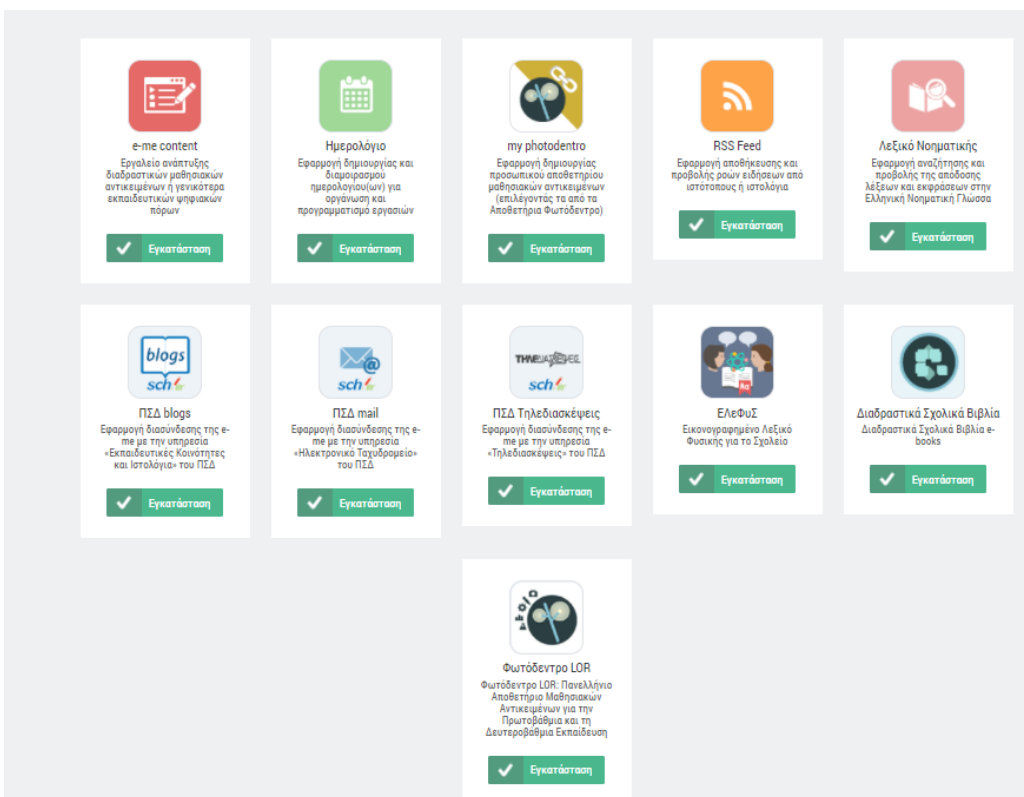 e-me content
Εργαλείο ανάπτυξης
διαδραστικών μαθησιακών
αντικειμένων ή γενικότερα
εκπαιδευτικών ψηφιακών
πόρων
Εγκατάσταση
Ημερολόγιο
Εφαρμογή δημιουργίας και
διαμοιρασμού
ημερολογίου(ων) για
οργάνωση και
προγραμματισμό εργασιών
Εγκατάσταση
my photodentro
Εφαρμογή δημιουργίας
προσωπικού αποθετηρίου
μαθησιακών αντικειμένων
(επιλέγοντάς τα από τα
Αποθετήρια Φωτόδεντρο)
Εγκατάσταση
RSS Feed
Εφαρμογή αποθήκευσης και
προβολής ροών ειδήσεων από
ιστότοπους ή ιστολόγια
Εγκατάσταση
Λεξικό Νοηματικής
Εφαρμογή αναζήτησης και
προβολής της απόδοσης
λέξεων και εκφράσεων στην
Ελληνική Νοηματική Γλώσσα
Εγκατάσταση
blogs
sch
ΠΣΔ blogs
Εφαρμογή διασύνδεσης της e-
me με την υπηρεσία
«Εκπαιδευτικές Κοινότητες
και Ιστολόγια» του ΠΣΔ
Εγκατάσταση
sch
ΠΣΔ mail
Εφαρμογή διασύνδεσης της e-
me με την υπηρεσία
«Ηλεκτρονικό Ταχυδρομείο»
του ΠΣΔ
Εγκατάσταση
ΤΗΛΕΔΙΑΣΚΕΨΕΙΣ
sch
ΠΣΔ Τηλεδιασκέψεις
Εφαρμογή διασύνδεσης της e-
me με την υπηρεσία
«Τηλεδιασκέψεις» του ΠΣΔ
Εγκατάσταση
ΕΛεΦυΣ
Εικονογραφημένο Λεξικό
Φυσικής για το Σχολείο
Εγκατάσταση
Διαδραστικά Σχολικά Βιβλία
Διαδραστικά Σχολικά Βιβλία e-
books
Εγκατάσταση
Φωτόδεντρο LOR
Φωτόδεντρο LOR: Πανελλήνιο
Αποθετήριο Μαθησιακών
Αντικειμένων για την
Πρωτοβάθμια και τη
Δευτεροβάθμια Εκπαίδευση
Εγκατάσταση